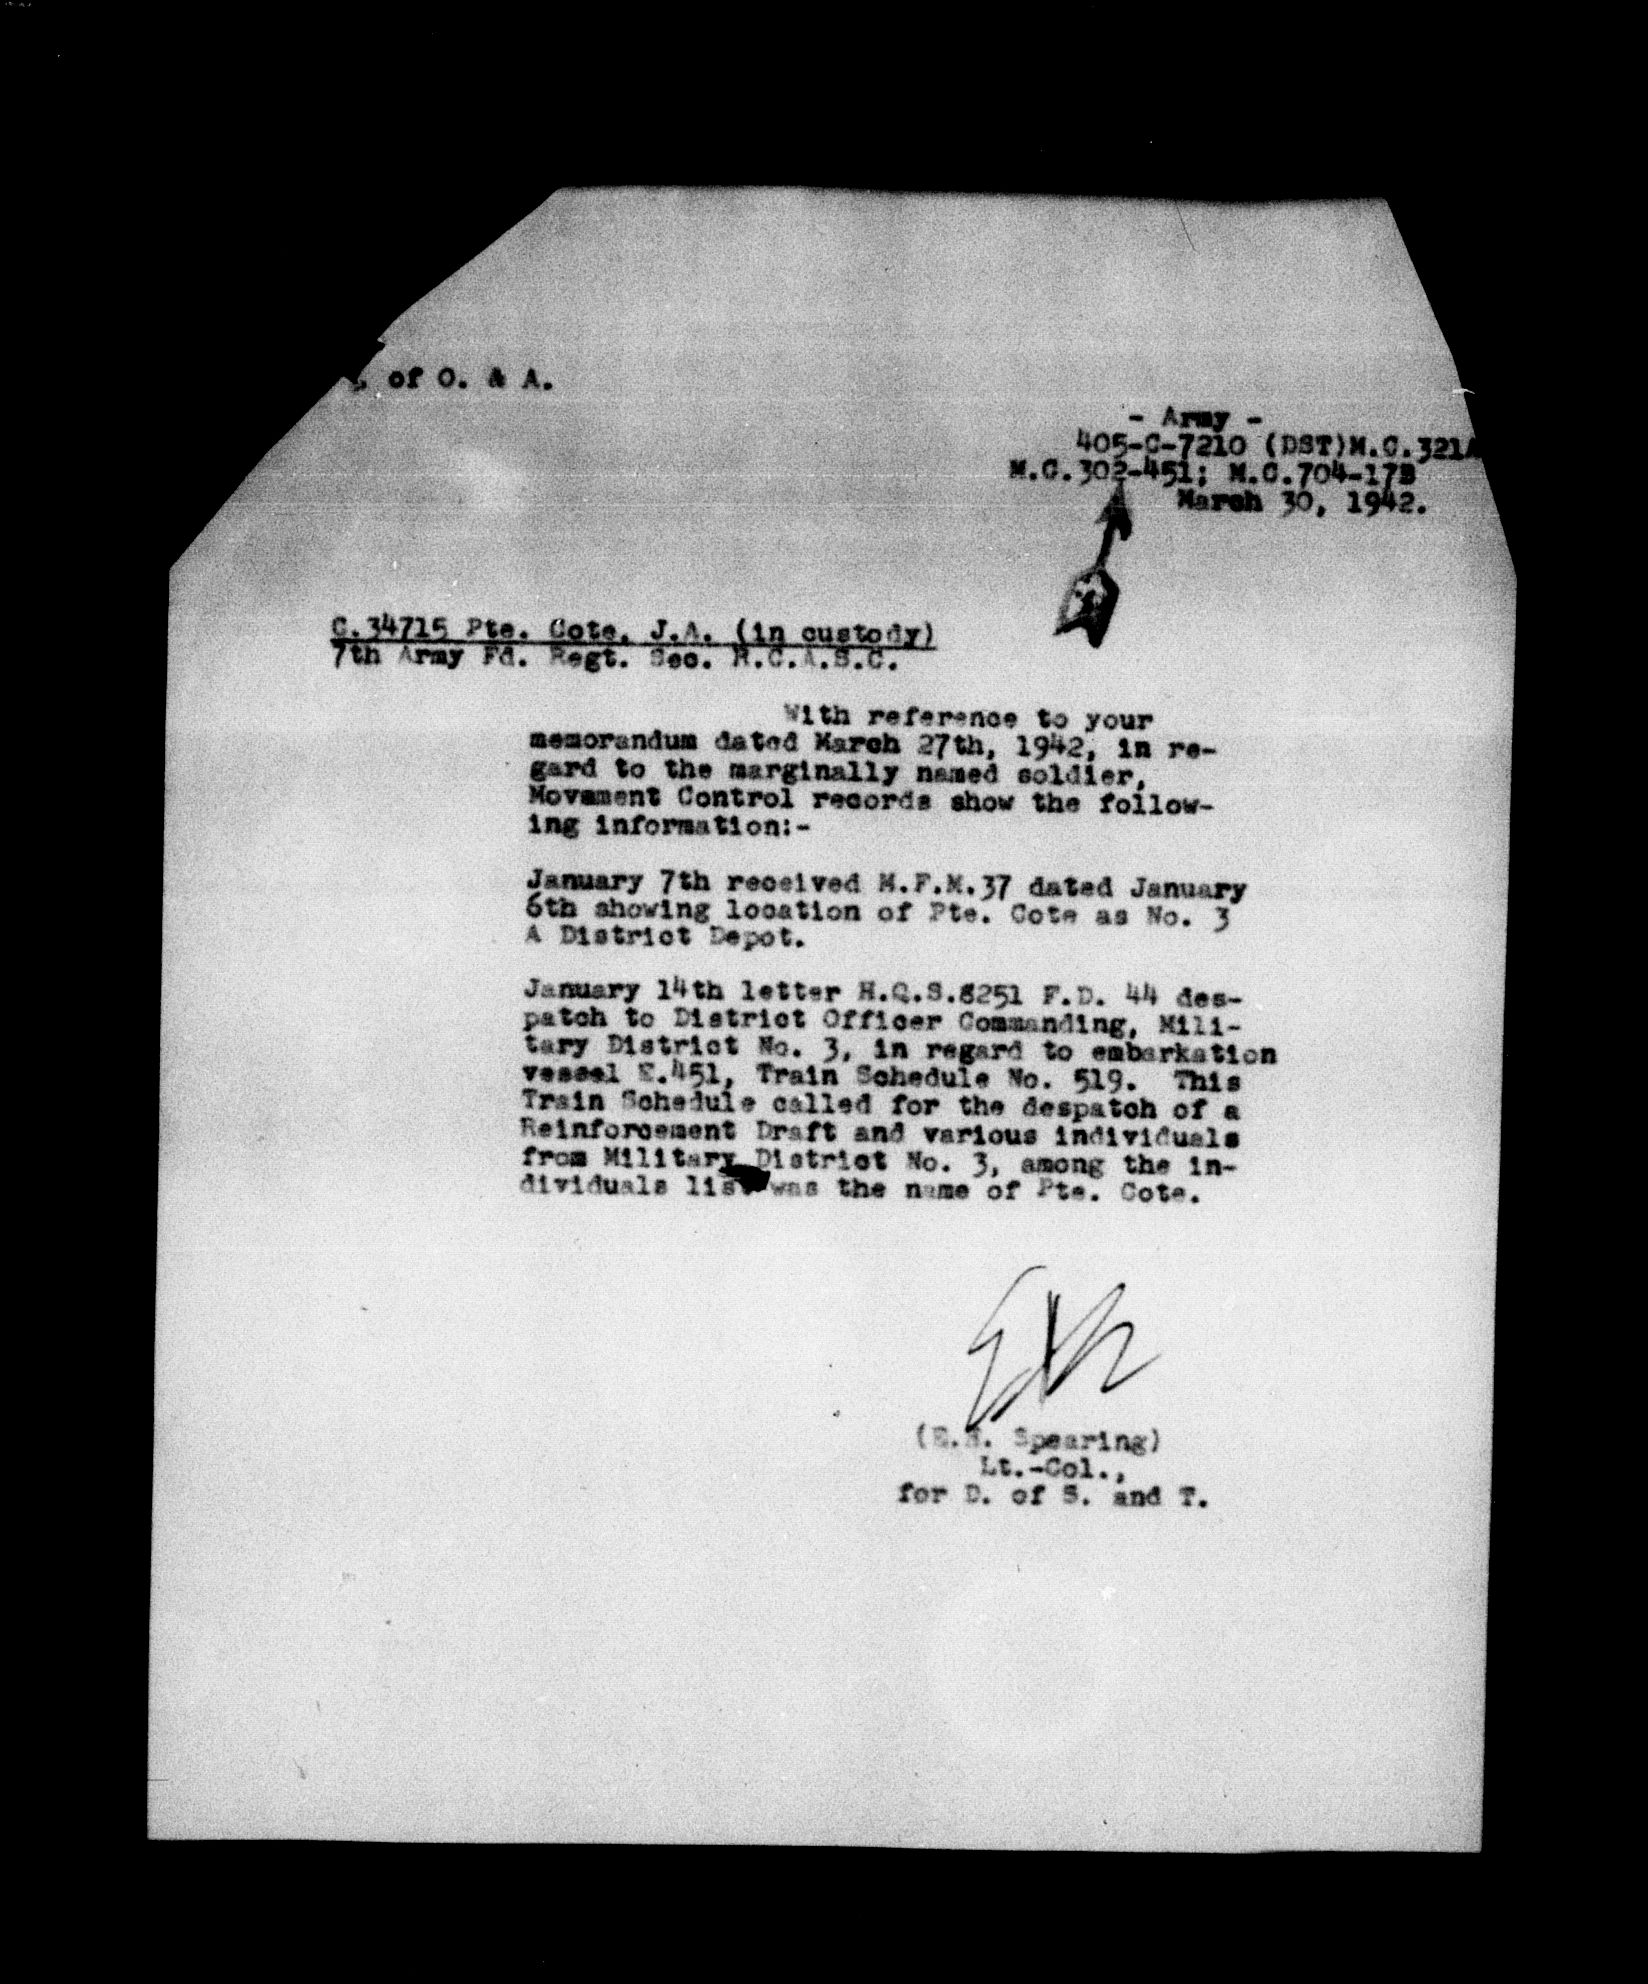 of O. & A.
- Army -
405-C-7210 (DST)M.C.321A
M.C.302-451; M.C.704-17B
March 30, 1942.
C.34715 Pte. Cote, J.A. (in custody)
7th Army Fd. Regt. Sec. R.C.A.S.C.
With reference to your
memorandum dated March 27th, 1942, in re-
gard to the marginally named soldier,
Movement Control records show the follow-
ing information:-
January 7th received M.F.M.37 dated January
6th showing location of Pte. Cote as No. 3
A District Depot.
January 14th letter H.Q.S.8251 F.D. 44 des-
patch to District Officer Commanding, Mili-
tary District No. 3, in regard to embarkation
vessel E.451, Train Schedule No. 519. This
Train Schedule called for the despatch of a
Reinforcement Draft and various individuals
from Military District No. 3, among the in-
dividuals list was the name of Pte. Cote.
Spearing)
Lt.-Col.,
for D. of S. and T.